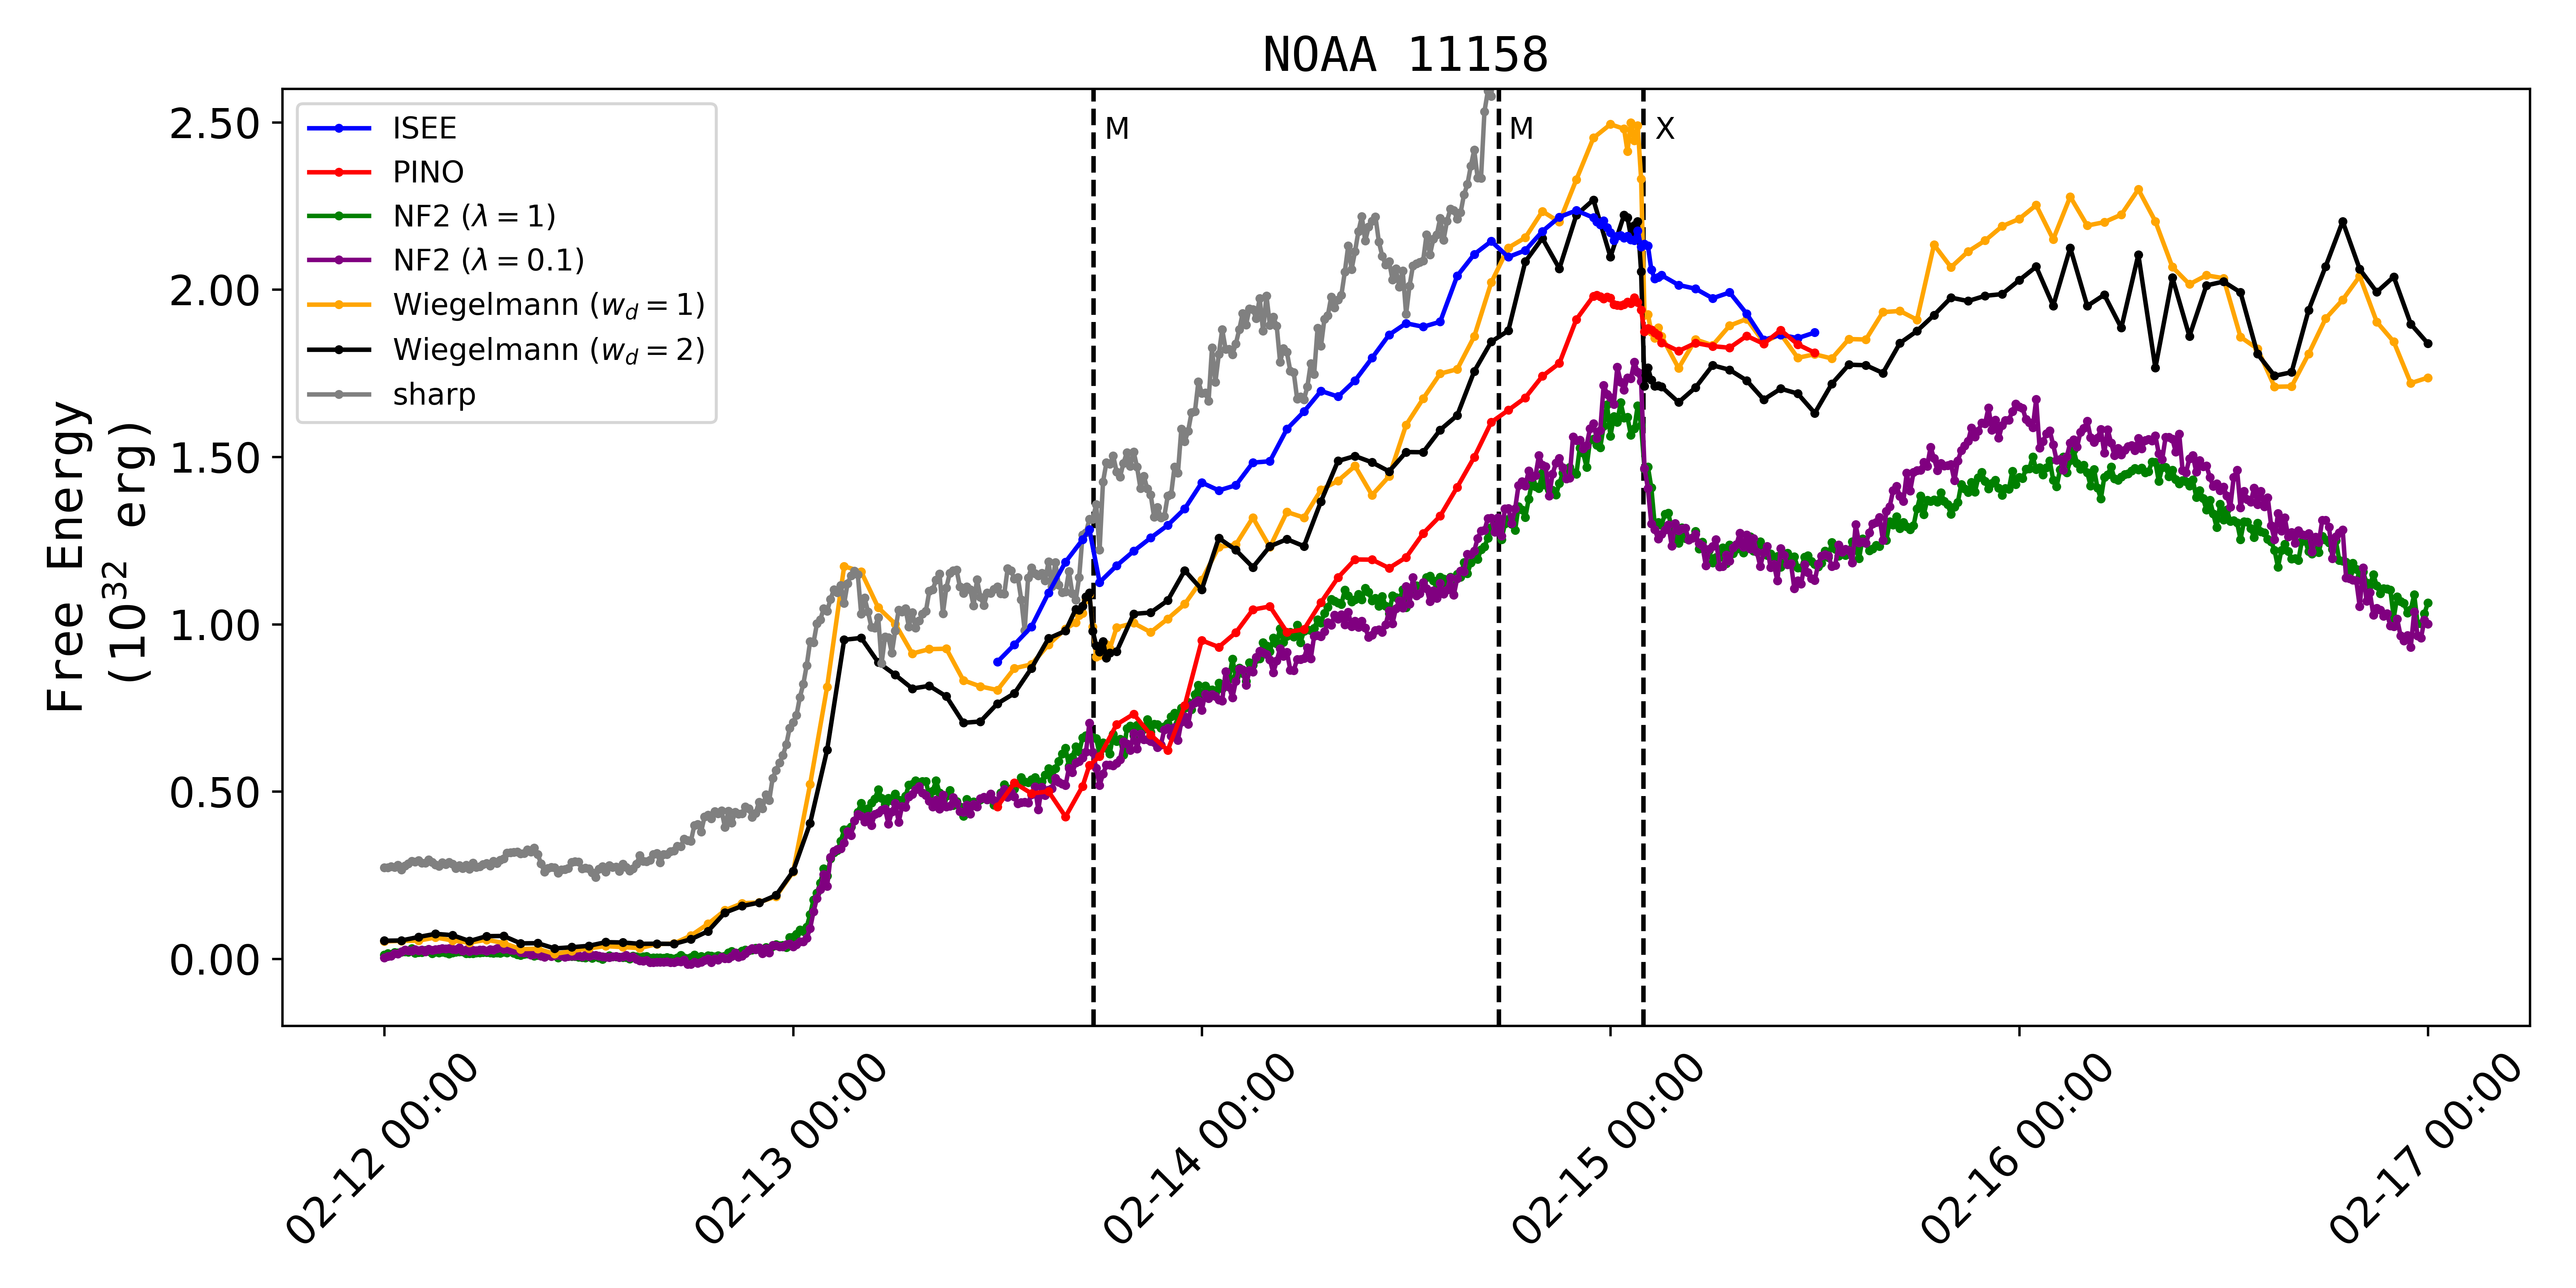 NOAA 11158
ISEE
PINO
NF2 (λ = 1)
NF2 (λ = 0.1)
Wiegelmann (w_d = 1)
Wiegelmann (w_d = 2)
sharp
M
M
X
Free Energy
(10^32 erg)
2.50
2.00
1.50
1.00
0.50
0.00
02-12 00:00
02-13 00:00
02-14 00:00
02-15 00:00
02-16 00:00
02-17 00:00